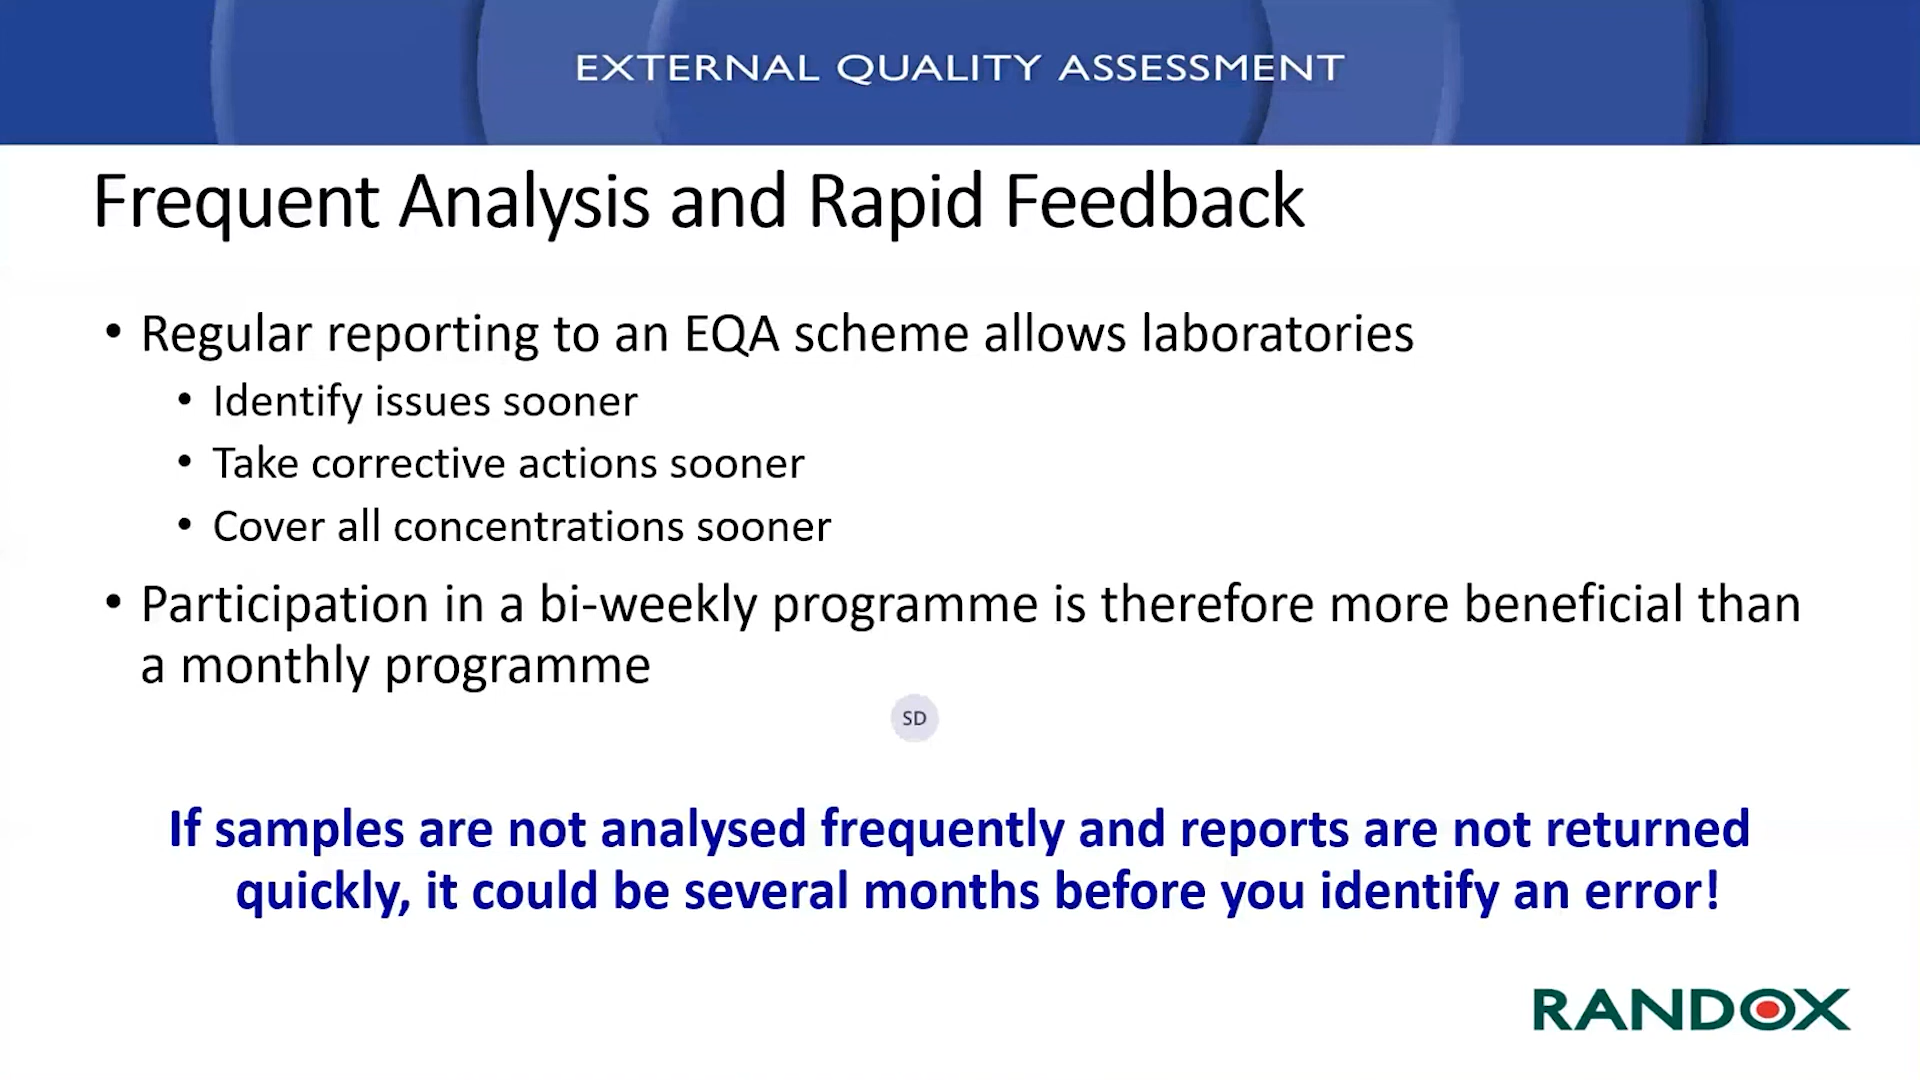 EXTERNAL QUALITY ASSESSMENT
Frequent Analysis and Rapid Feedback
• Regular reporting to an EQA scheme allows laboratories
• Identify issues sooner
• Take corrective actions sooner
• Cover all concentrations sooner
• Participation in a bi-weekly programme is therefore more beneficial than
a monthly programme
SD
If samples are not analysed frequently and reports are not returned
quickly, it could be several months before you identify an error!
RANDOX